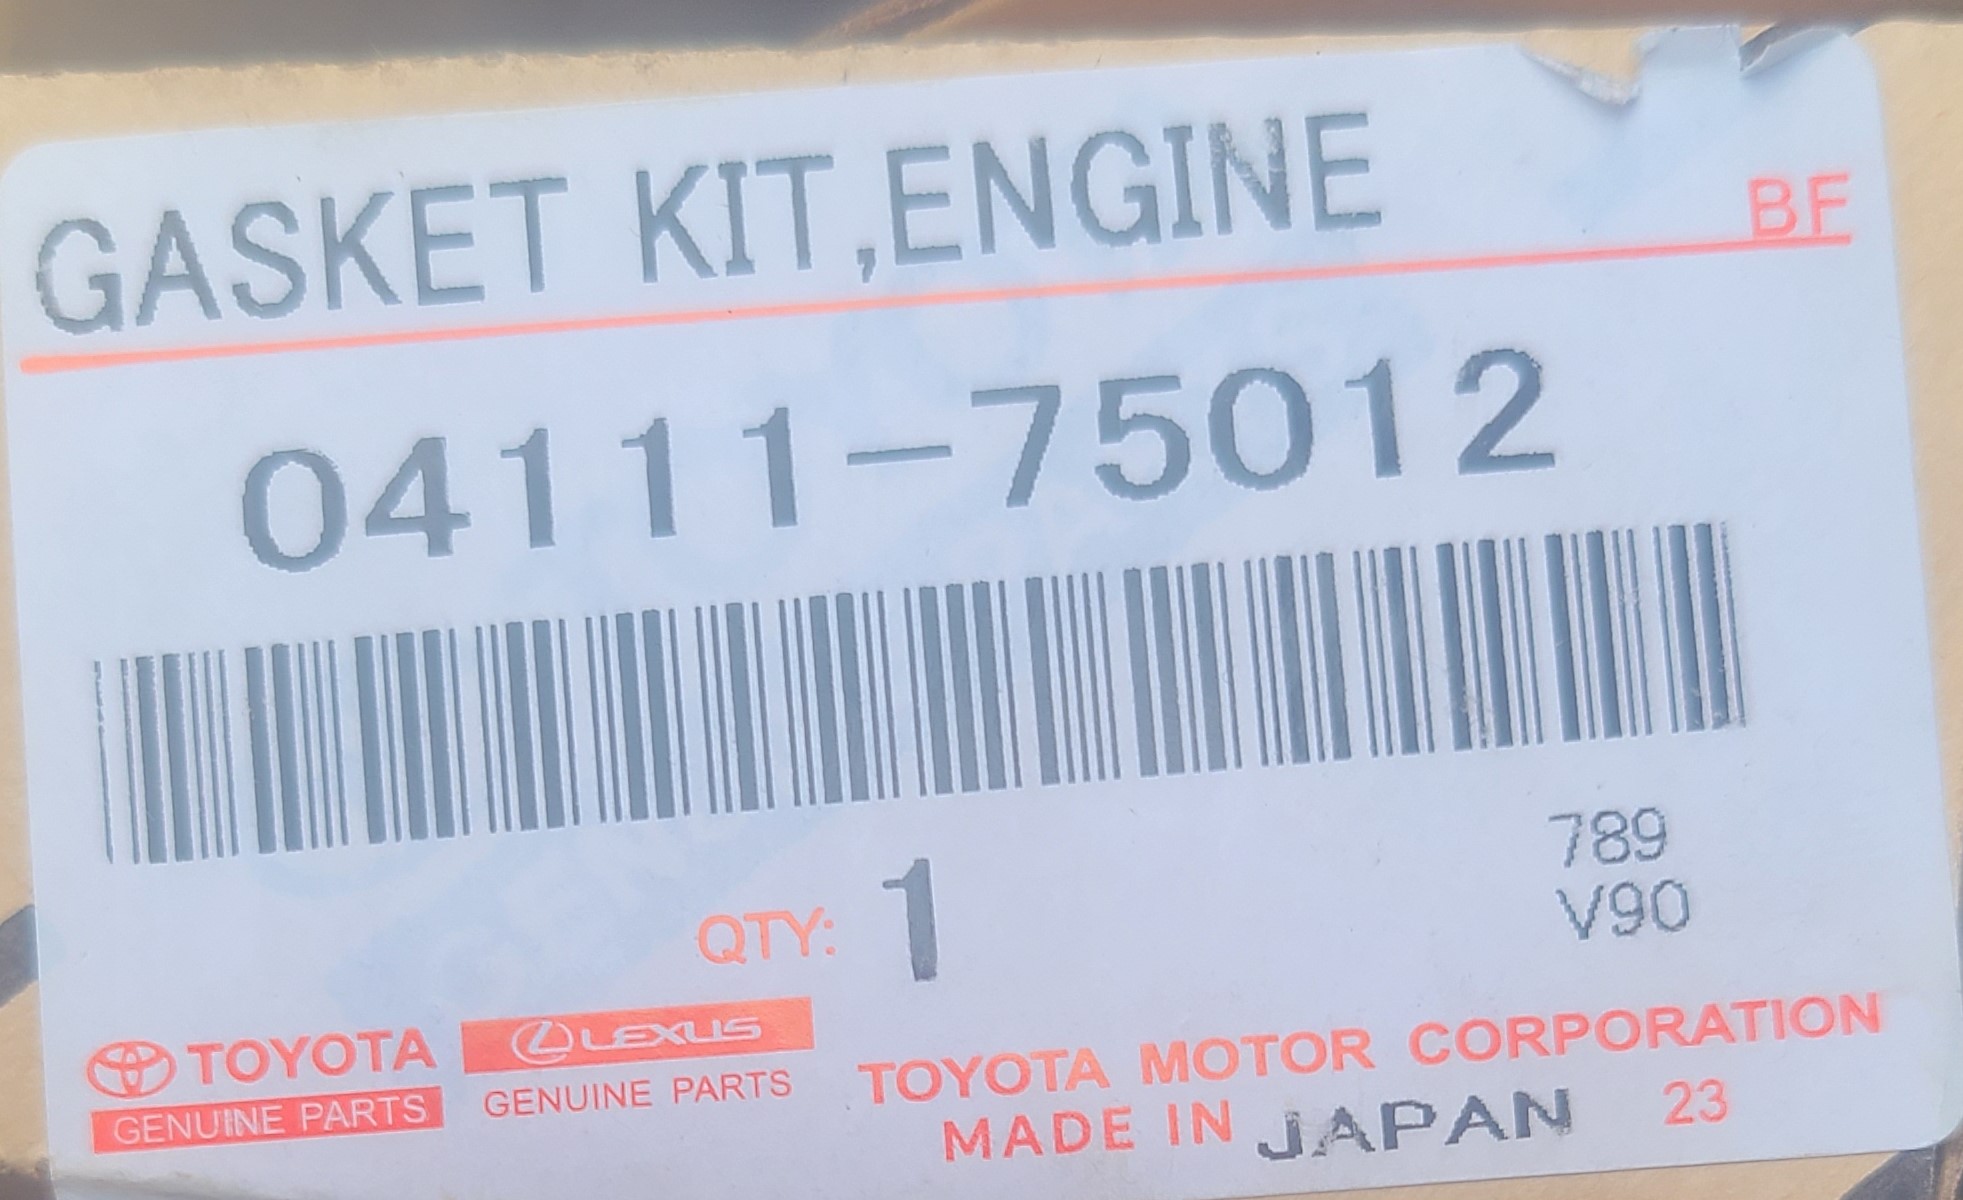 GASKET KIT,ENGINE
BF
04111-75012
789
V90
QTY: 1
TOYOTA
GENUINE PARTS
LEXUS
GENUINE PARTS
TOYOTA MOTOR CORPORATION
MADE IN JAPAN 23